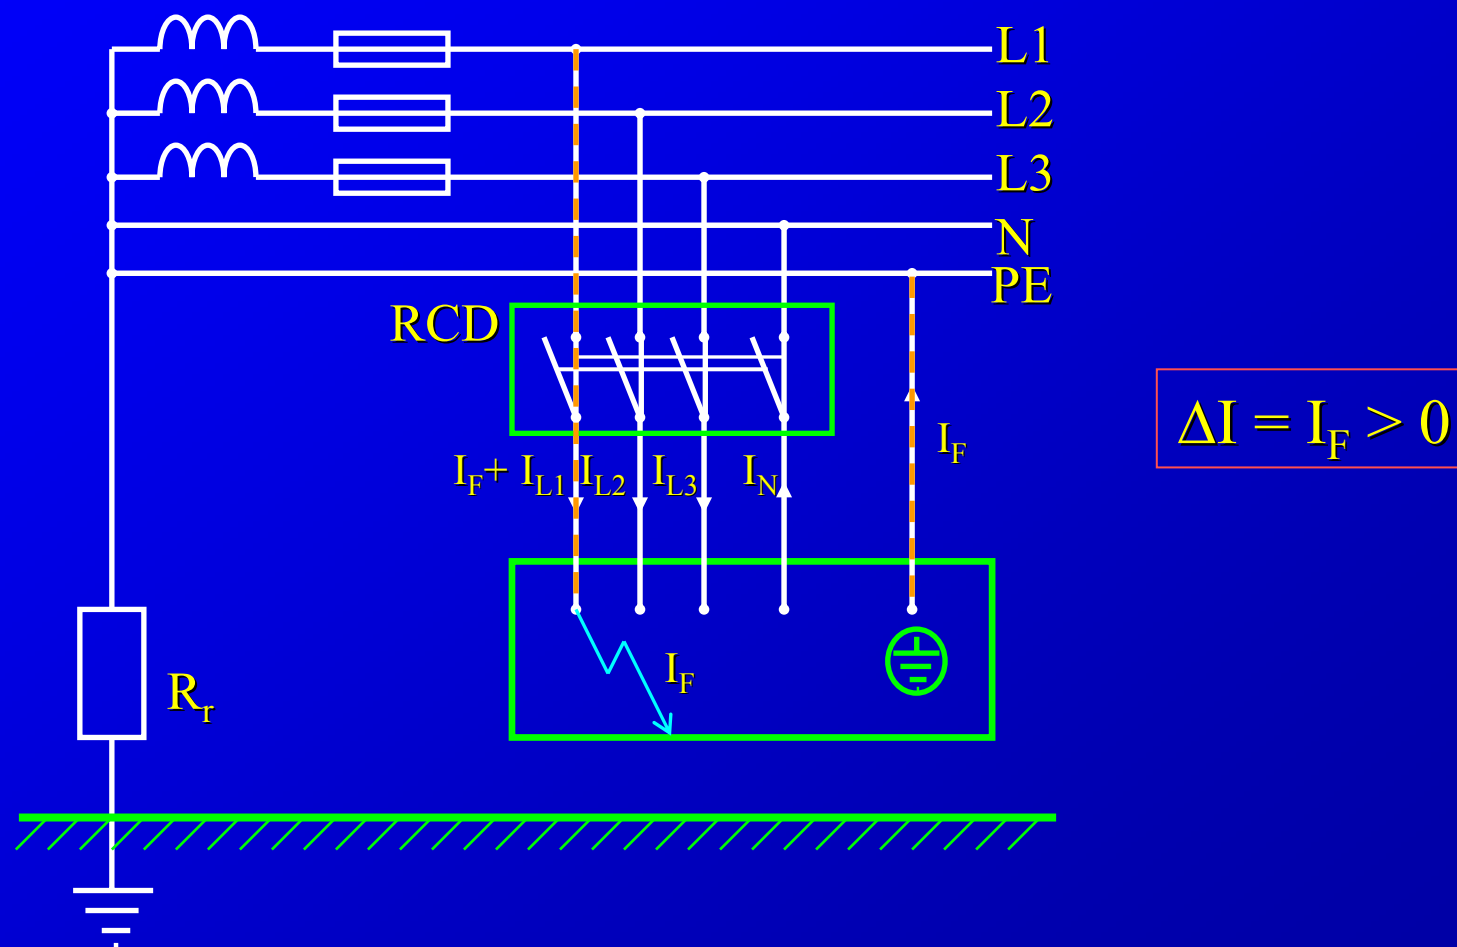 L1
L2
L3
N
PE
RCD
ΔI = I_F > 0
I_F+ I_L1 I_L2 I_L3 I_N I_F
I_F
R_r